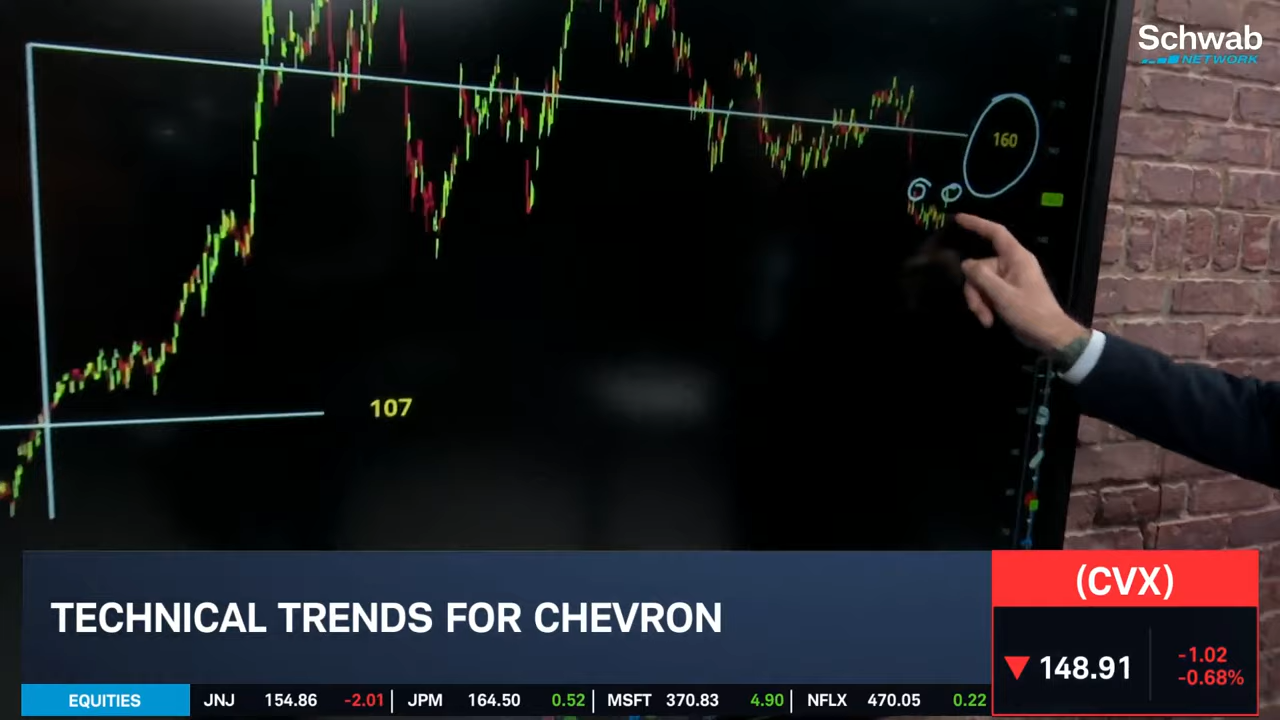 Schwab
NETWORK
160
107
TECHNICAL TRENDS FOR CHEVRON
(CVX)
148.91
-1.02
-0.68%
EQUITIES
JNJ 154.86 -2.01 JPM 164.50 0.52 MSFT 370.83 4.90 NFLX 470.05 0.22